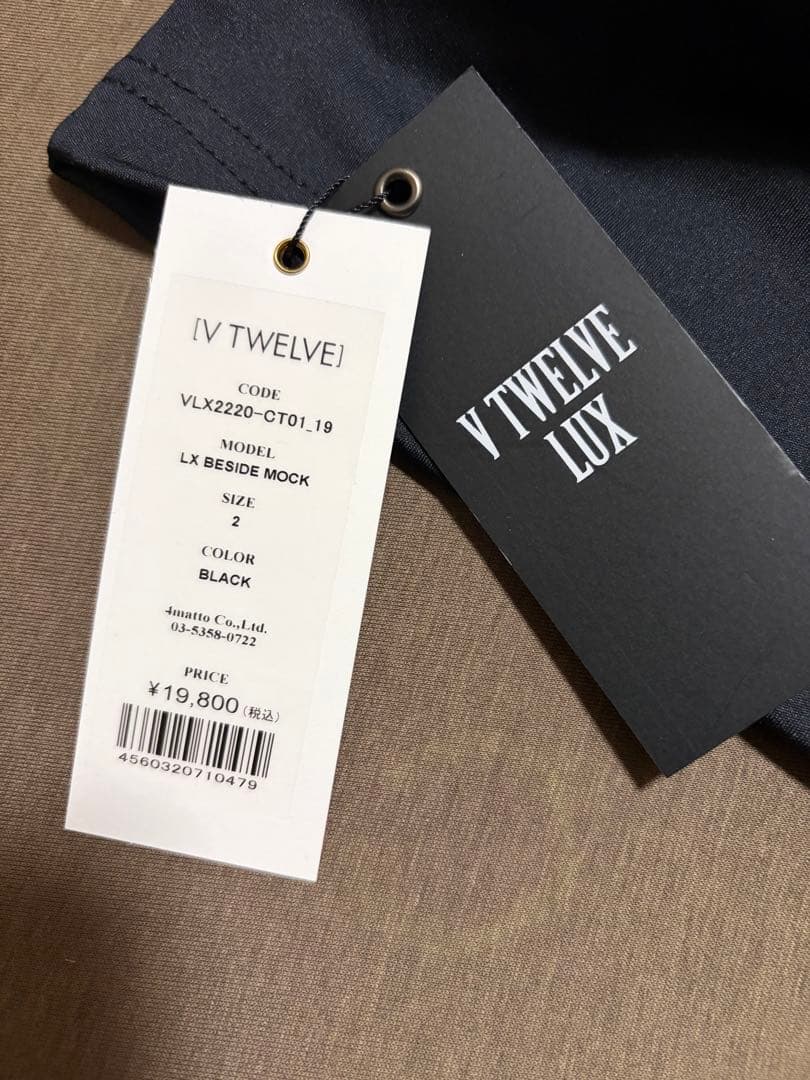 [V TWELVE]
CODE
VLX2220-CT01_19
MODEL
LX BESIDE MOCK
SIZE
2
COLOR
BLACK
4matto Co.,Ltd.
03-5358-0722
PRICE
¥19,800(税込)
4560320710479
V TWELVE
LUX